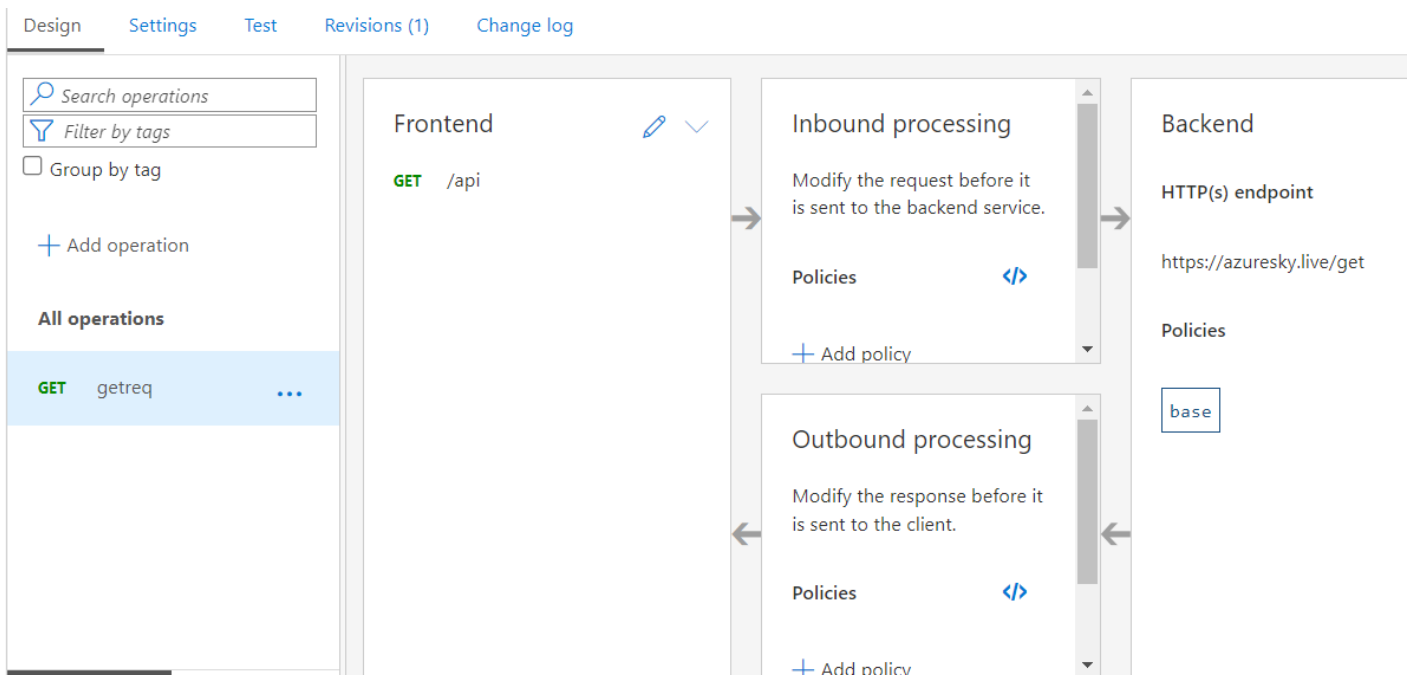 Design
Settings
Test
Revisions (1)
Change log
Search operations
Filter by tags
Group by tag
Add operation
All operations
GET getreq
Frontend
GET /api
Inbound processing
Modify the request before it
is sent to the backend service.
Policies
</>
+ Add policy
Outbound processing
Modify the response before it
is sent to the client.
Policies
</>
+ Add policy
Backend
HTTP(s) endpoint
https://azuresky.live/get
Policies
base